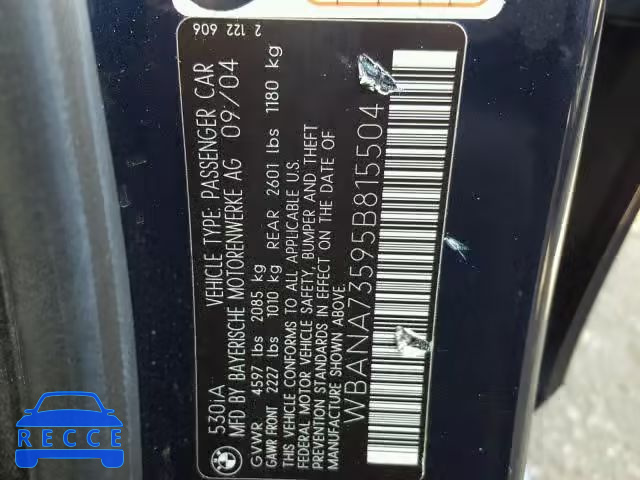 530IA VEHICLE TYPE: PASSENGER CAR
MFD BY BAYERISCHE MOTORENWERKE AG 09/04
GVWR 4597 lbs 2085 kg
GAWR FRONT 2227 lbs 1010 kg REAR 2601 lbs 1180 kg
THIS VEHICLE CONFORMS TO ALL APPLICABLE U.S.
FEDERAL MOTOR VEHICLE SAFETY, BUMPER AND THEFT
PREVENTION STANDARDS IN EFFECT ON THE DATE OF
MANUFACTURE SHOWN ABOVE.
WBANA73595B815504
2 122 606
BMW
RECCE